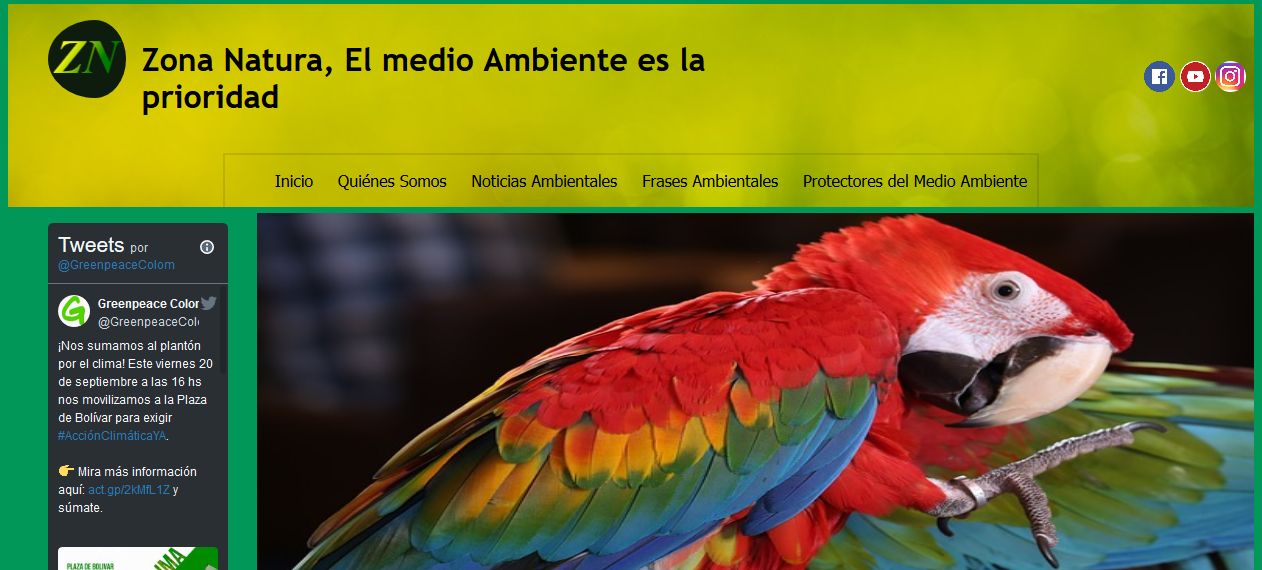 ZN
Zona Natura, El medio Ambiente es la
prioridad
Inicio Quiénes Somos Noticias Ambientales Frases Ambientales Protectores del Medio Ambiente
Tweets por
@GreenpeaceColom
Greenpeace Color
@GreenpeaceCol
¡Nos sumamos al plantón
por el clima! Este viernes 20
de septiembre a las 16 hs
nos movilizamos a la Plaza
de Bolívar para exigir
#AcciónClimáticaYA.
👉 Mira más información
aquí: act.gp/2kMfL1Z y
súmate.
PLAZA DE BOLIVAR